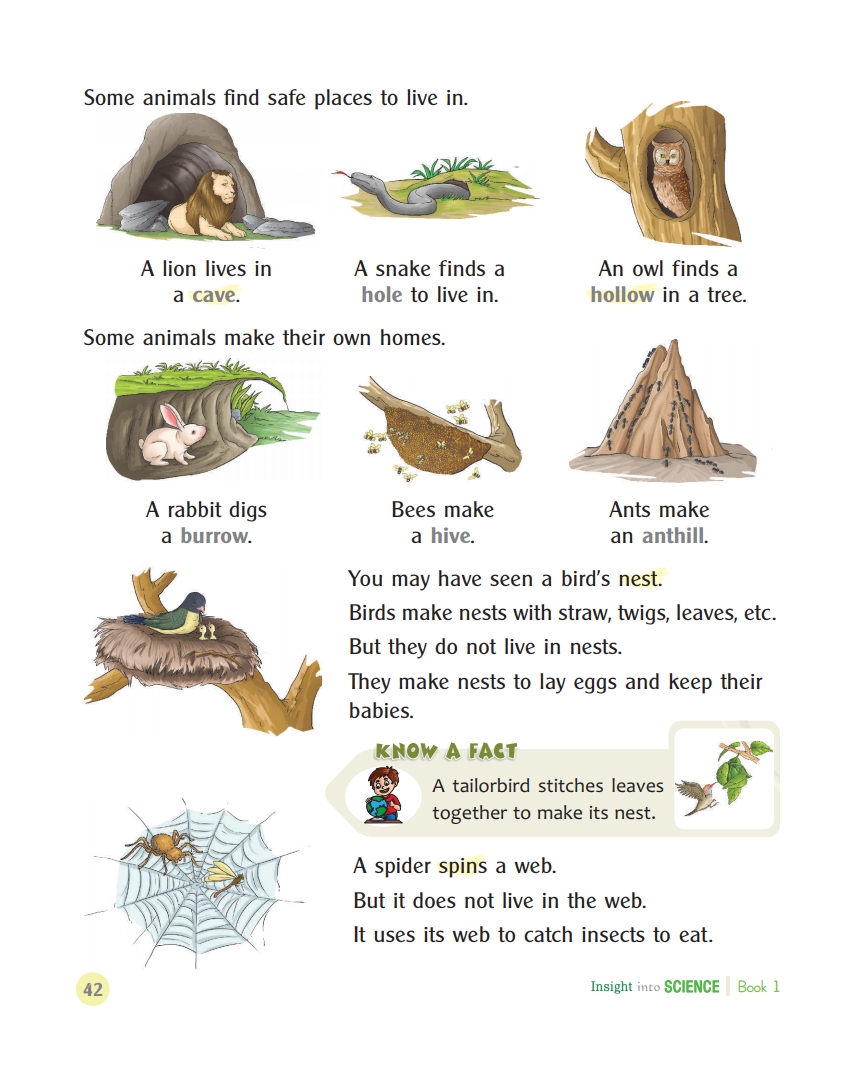 Some animals find safe places to live in.
A lion lives in
a cave.
A snake finds a
hole to live in.
An owl finds a
hollow in a tree.
Some animals make their own homes.
A rabbit digs
a burrow.
Bees make
a hive.
Ants make
an anthill.
You may have seen a bird’s nest.
Birds make nests with straw, twigs, leaves, etc.
But they do not live in nests.
They make nests to lay eggs and keep their
babies.
KNOW A FACT
A tailorbird stitches leaves
together to make its nest.
A spider spins a web.
But it does not live in the web.
It uses its web to catch insects to eat.
42
Insight into SCIENCE Book 1